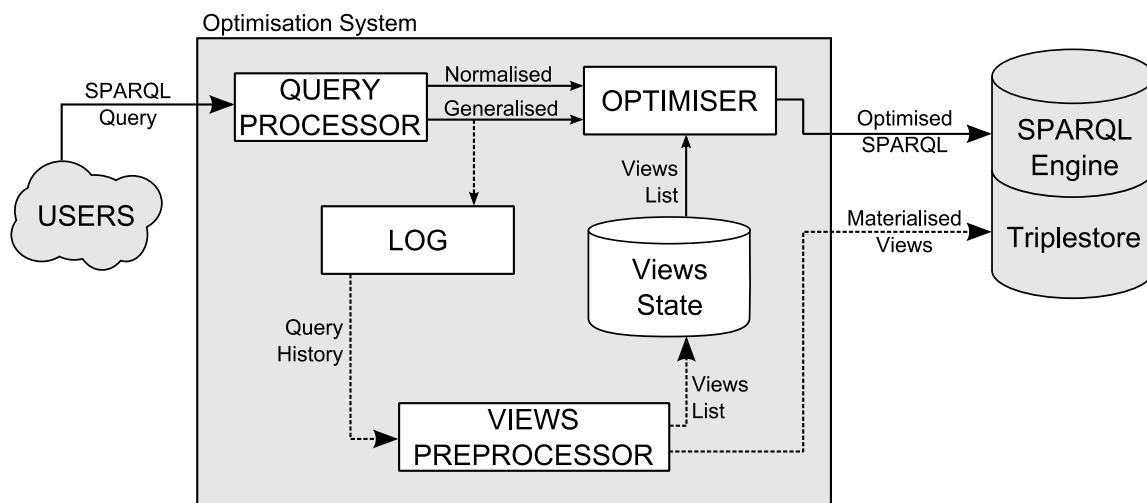 Optimisation System
SPARQL
Query
QUERY
PROCESSOR
Normalised
Generalised
OPTIMISER
Optimised
SPARQL
SPARQL
Engine
USERS
LOG
Views
List
Views
State
Materialised
Views
Triplestore
Query
History
Views
List
VIEWS
PREPROCESSOR